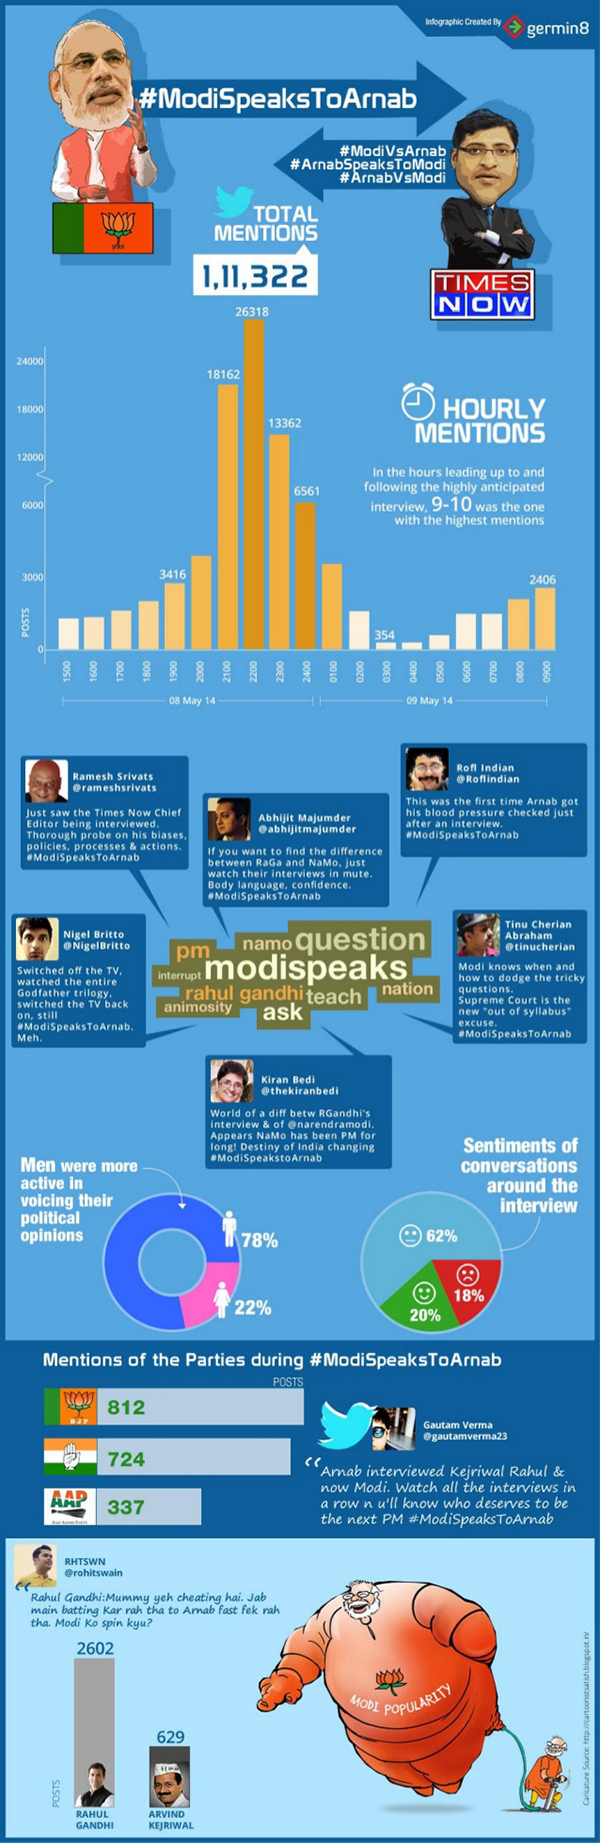 Infographic Created By germin8
#ModiSpeaksToArnab
#ModiVsArnab
#ArnabSpeaksToModi
#ArnabVsModi
TOTAL
MENTIONS
1,11,322
TIMES
NOW
HOURLY
MENTIONS
In the hours leading up to and
following the highly anticipated
interview, 9-10 was the one
with the highest mentions
24000
18000
12000
6000
3000
0
POSTS
3416
18162
26318
13362
6561
354
2406
1500 1600 1700 1800 1900 2000 2100 2200 2300 2400 0100 0200 0300 0400 0500 0600 0700 0800 0900
08 May 14
09 May 14
Ramesh Srivats
@rameshsrivats
Just saw the Times Now Chief
Editor being interviewed.
Thorough probe on his biases,
policies, processes & actions.
#ModiSpeaksToArnab
Abhijit Majumder
@abhijitmajumder
If you want to find the difference
between RaGa and NaMo, just
watch their interviews in mute.
Body language, confidence.
#ModiSpeaksToArnab
Rofl Indian
@Roflindian
This was the first time Arnab got
his blood pressure checked just
after an interview.
#ModiSpeaksToArnab
Nigel Britto
@NigelBritto
Switched off the TV,
watched the entire
Godfather trilogy,
switched the TV back
on, still
#ModiSpeaksToArnab.
Meh.
pm namo question
interrupt modispeaks
rahul gandhi teach nation
animosity ask
Tinu Cherian
Abraham
@tinucherian
Modi knows when and
how to dodge the tricky
questions.
Supreme Court is the
new "out of syllabus"
excuse.
#ModiSpeaksToArnab
Kiran Bedi
@thekiranbedi
World of a diff betw RGandhi's
interview & of @narendramodi.
Appears NaMo has been PM for
long! Destiny of India changing
#ModiSpeakstoArnab
Men were more
active in
voicing their
political
opinions
78%
22%
Sentiments of
conversations
around the
interview
62%
18%
20%
Mentions of the Parties during #ModiSpeaksToArnab
POSTS
BJP
812
724
AAP
337
Gautam Verma
@gautamverma23
“Arnab interviewed Kejriwal Rahul &
now Modi. Watch all the interviews in
a row n u'll know who deserves to be
the next PM #ModiSpeaksToArnab
RHTSWN
@rohitswain
“Rahul Gandhi:Mummy yeh cheating hai. Jab
main batting Kar rah tha to Arnab fast fek rah
tha. Modi Ko spin kyu?
2602
629
POSTS
RAHUL
GANDHI
ARVIND
KEJRIWAL
MODI POPULARITY
Caricature Source: http://cartoonistsatish.blogspot.in/